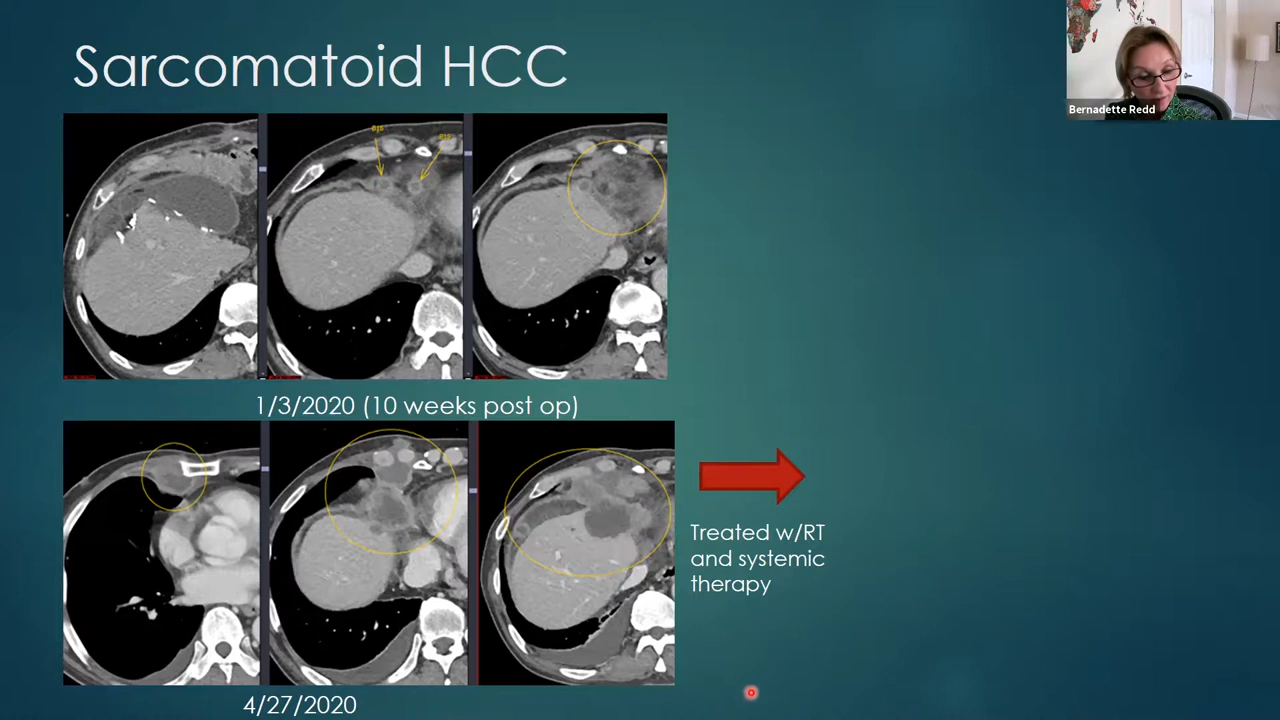 Sarcomatoid HCC
Bernadette Redd
1/3/2020 (10 weeks post op)
Treated w/RT
and systemic
therapy
4/27/2020